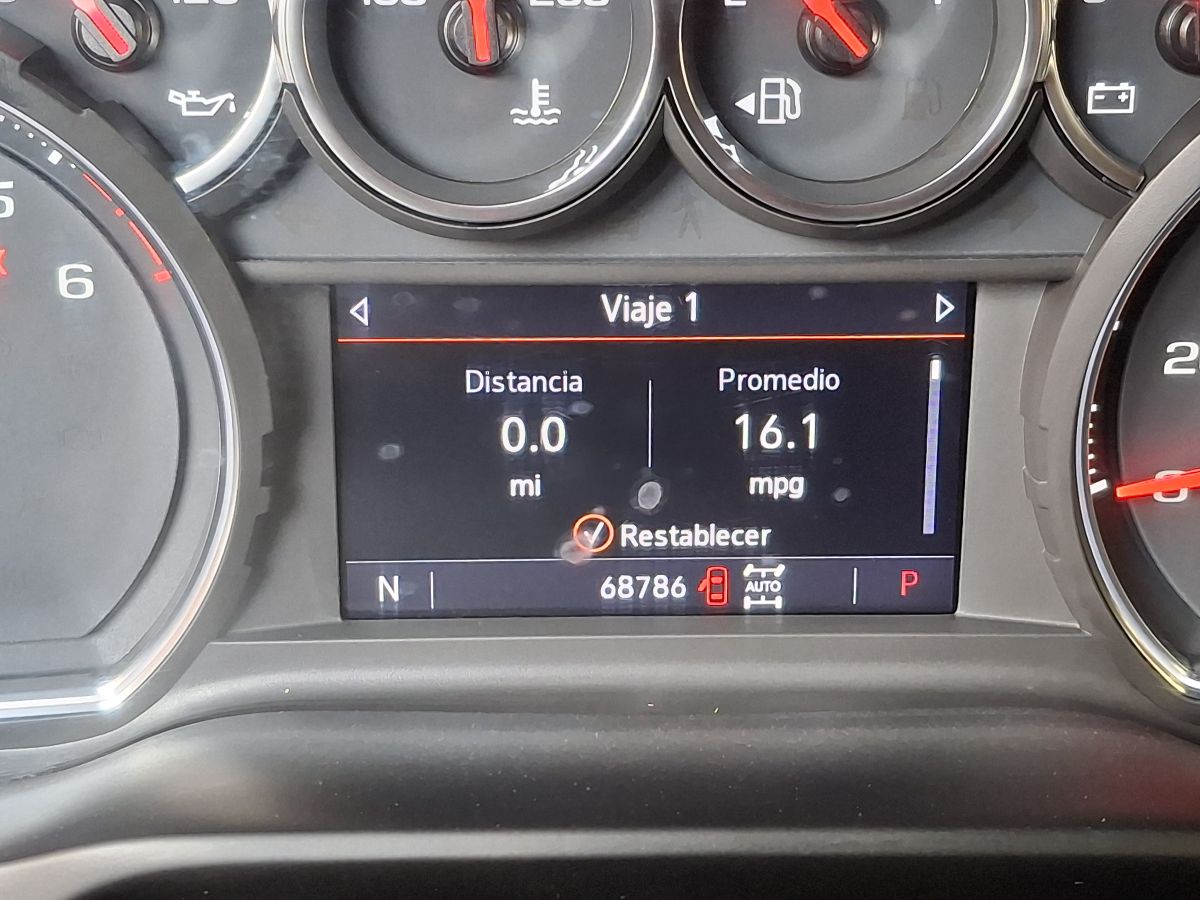 6
Viaje 1
Distancia Promedio
0.0 16.1
mi mpg
Restablecer
N 68786 AUTO P